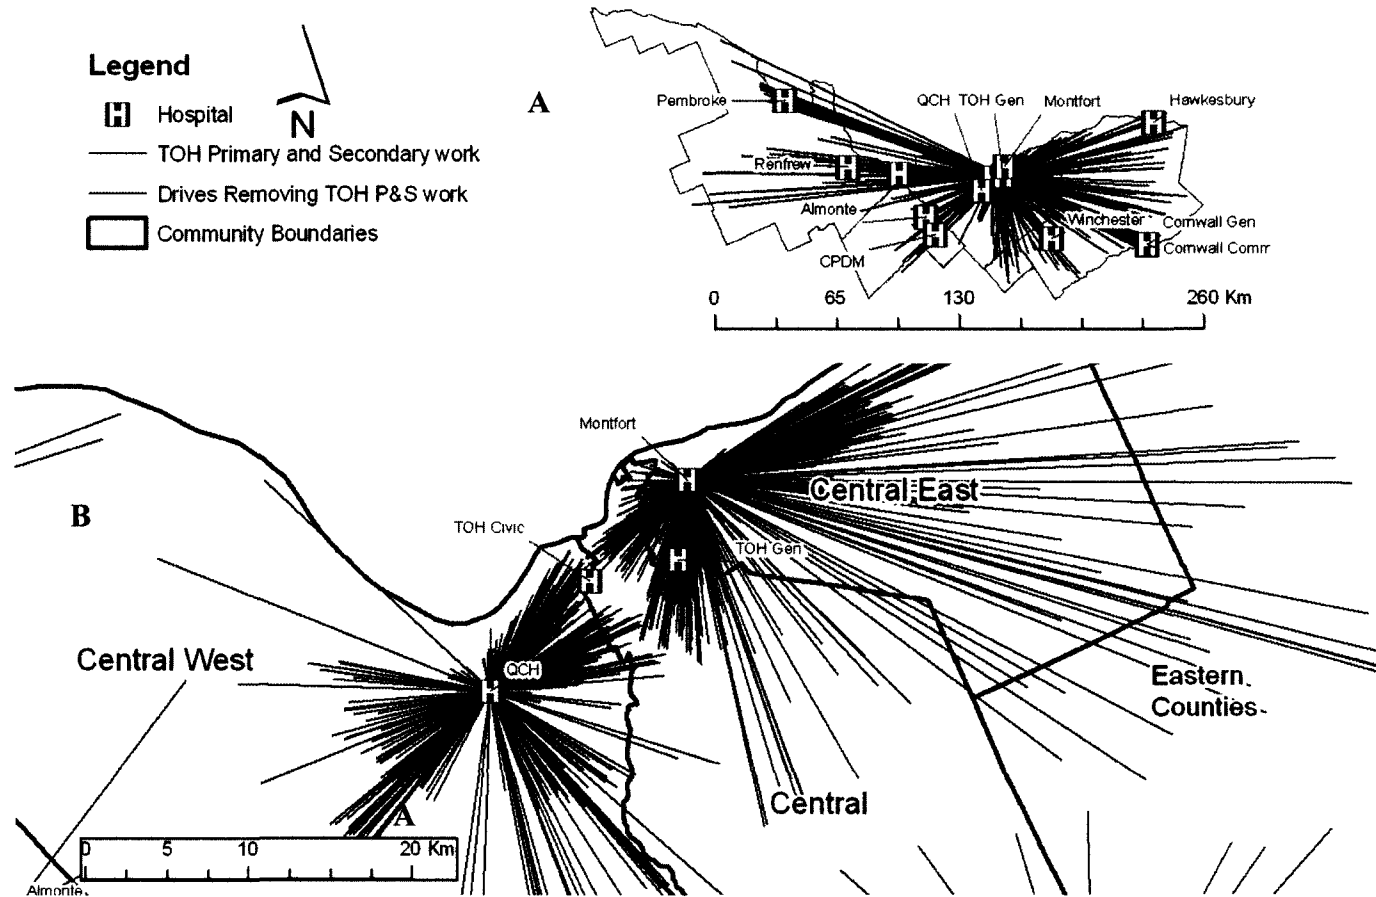 Legend
H Hospital
N
TOH Primary and Secondary work
Drives Removing TOH P&S work
Community Boundaries
A
Pembroke
QCH TOH Gen Montfort
Hawkesbury
Renfrew
Almonte
Winchester
Cornwall Gen
CPDM
Cornwall Comm
0 65 130 260 Km
B
Montfort
Central East
TOH Civic
TOH Gen
Central West
QCH
Eastern
Counties
Central
A
0 5 10 20 Km
Almonte